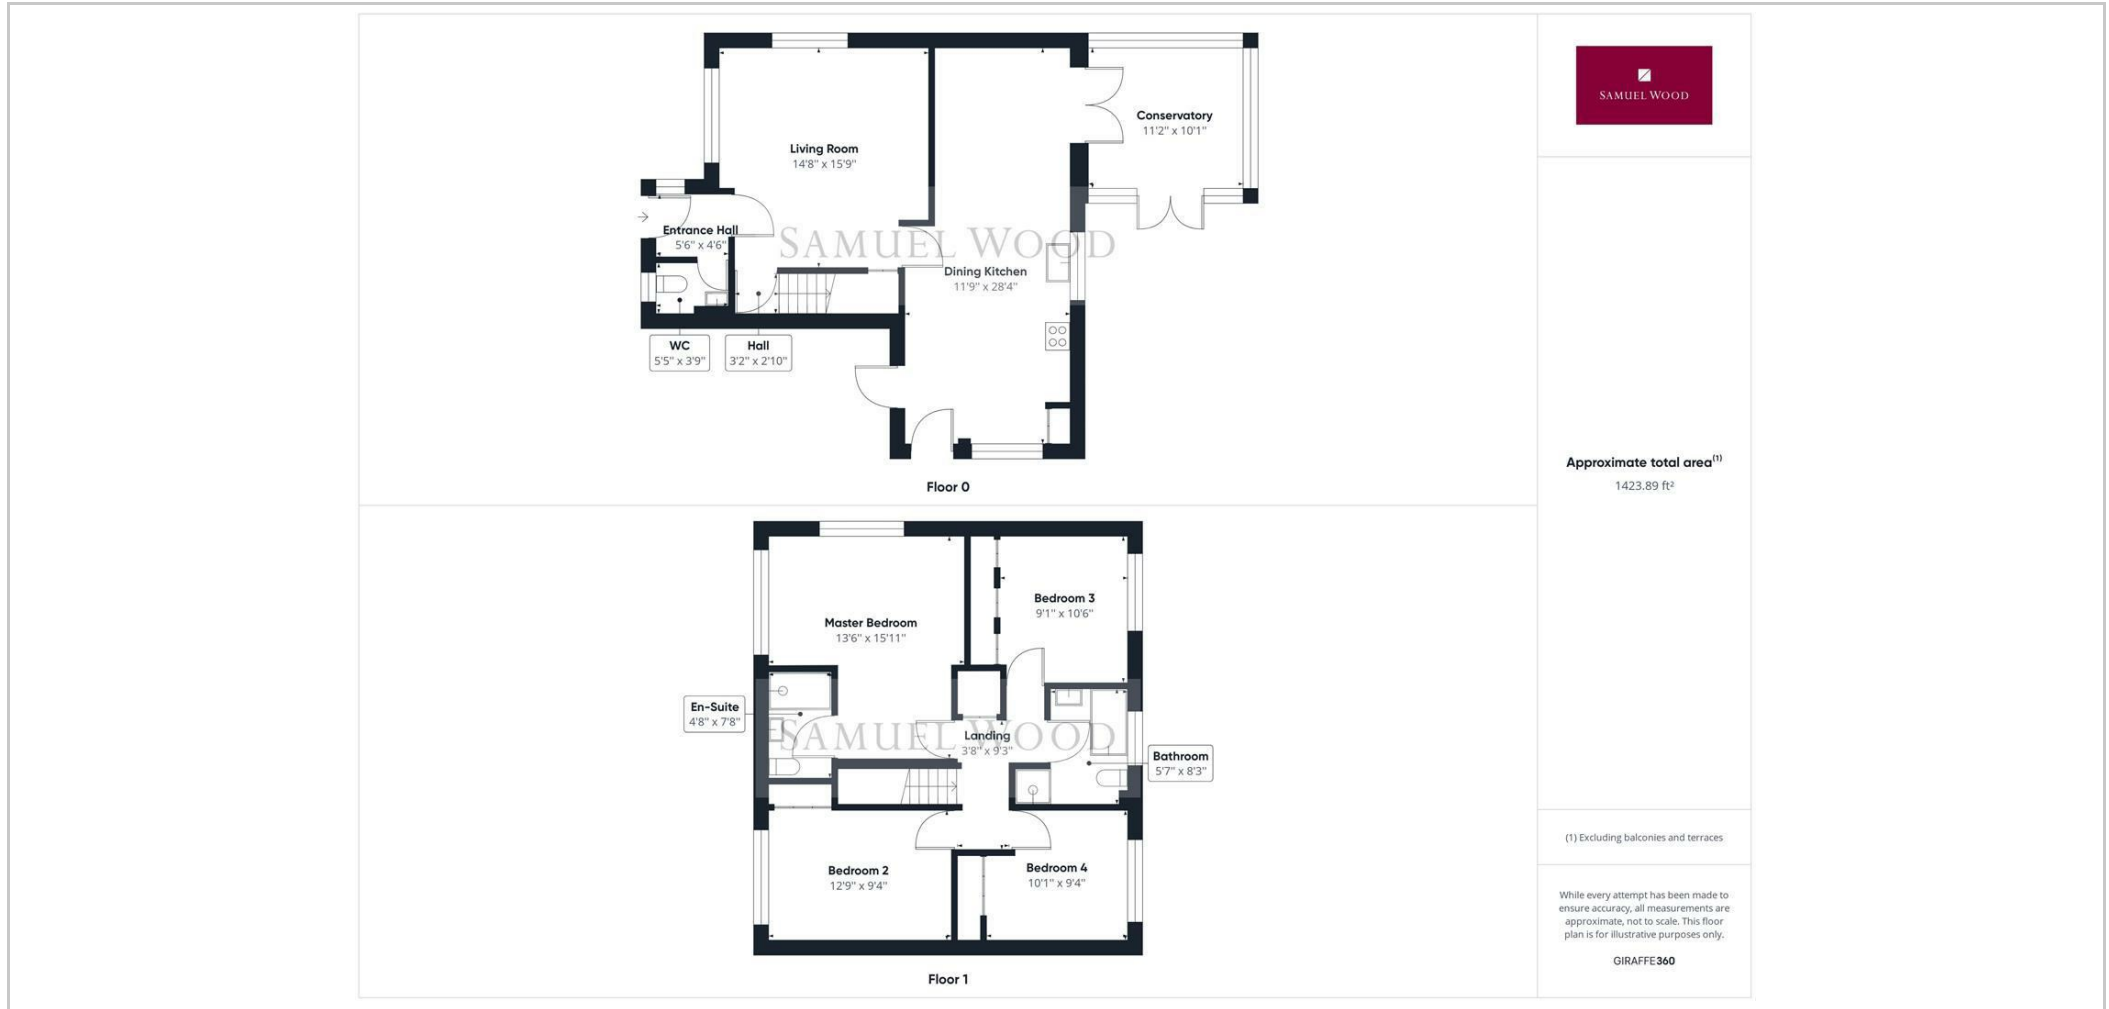 SAMUEL WOOD
Conservatory
11'2" x 10'1"
Living Room
14'8" x 15'9"
Entrance Hall
5'6" x 4'6"
SAMUEL WOOD
Dining Kitchen
11'9" x 28'4"
WC
5'5" x 3'9"
Hall
3'2" x 2'10"
Floor 0
Approximate total area(1)
1423.89 ft²
Bedroom 3
9'1" x 10'6"
Master Bedroom
13'6" x 15'11"
En-Suite
4'8" x 7'8"
SAMUEL WOOD
Landing
3'8" x 9'3"
Bathroom
5'7" x 8'3"
Bedroom 2
12'9" x 9'4"
Bedroom 4
10'1" x 9'4"
Floor 1
(1) Excluding balconies and terraces
While every attempt has been made to
ensure accuracy, all measurements are
approximate, not to scale. This floor
plan is for illustrative purposes only.
GIRAFFE360